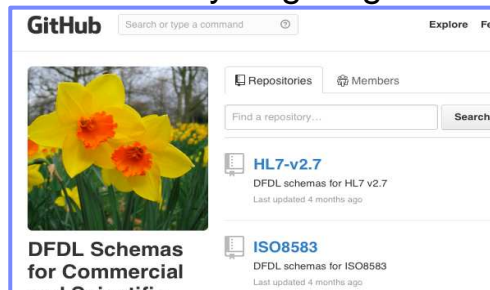 GitHub
Search or type a command
Explore
Repositories
Members
Find a repository...
Search
HL7-v2.7
DFDL schemas for HL7 v2.7
Last updated 4 months ago
DFDL Schemas
for Commercial
ISO8583
DFDL schemas for ISO8583
Last updated 4 months ago